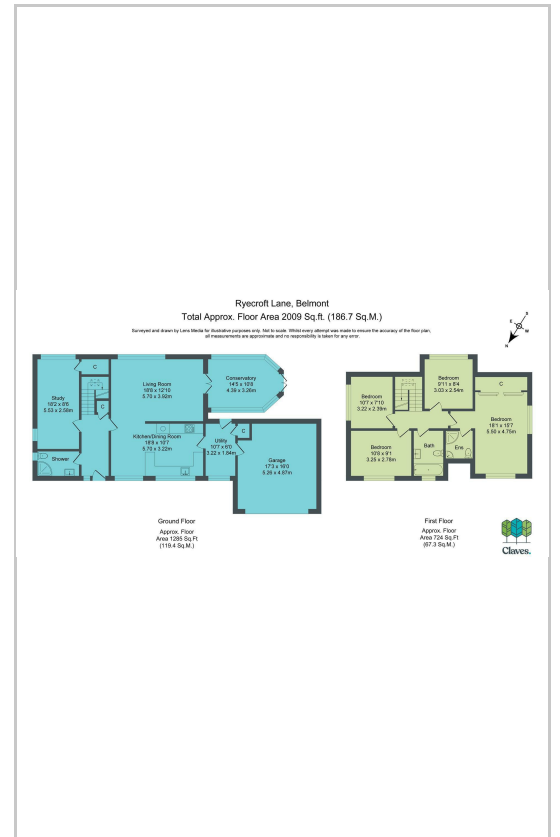 Ryecroft Lane, Belmont
Total Approx. Floor Area 2009 Sq.ft. (186.7 Sq.M.)
Surveyed and drawn by Lens Media for illustrative purposes only. Not to scale. Whilst every attempt was made to ensure the accuracy of the floor plan,
all measurements are approximate and no responsibility is taken for any error.
S
E
W
N
C
Study
18'2 x 8'6
5.53 x 2.58m
C
Shower
Living Room
18'8 x 12'10
5.70 x 3.92m
Conservatory
14'5 x 10'8
4.39 x 3.26m
Kitchen/Dining Room
18'8 x 10'7
5.70 x 3.22m
Utility
10'7 x 6'0
3.22 x 1.84m
C
Garage
17'3 x 16'0
5.26 x 4.97m
Ground Floor
Approx. Floor
Area 1285 Sq.Ft
(119.4 Sq.M.)
Bedroom
10'7 x 7'10
3.22 x 2.39m
Bedroom
9'11 x 8'4
3.03 x 2.54m
C
Bedroom
18'1 x 15'7
5.50 x 4.75m
Bedroom
10'8 x 9'1
3.25 x 2.78m
Bath
Ens
First Floor
Approx. Floor
Area 724 Sq.Ft
(67.3 Sq.M.)
Claves.